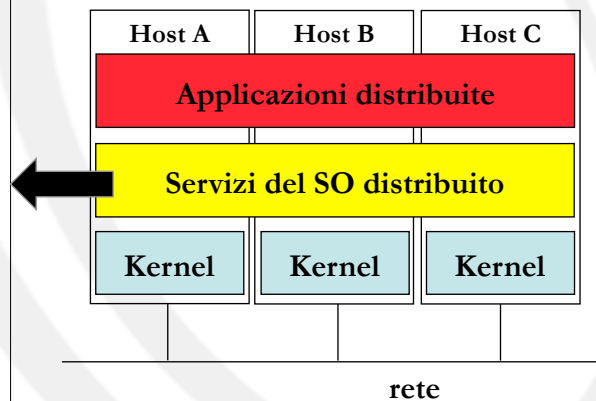 Host A Host B Host C
Applicazioni distribuite
Servizi del SO distribuito
Kernel Kernel Kernel
rete